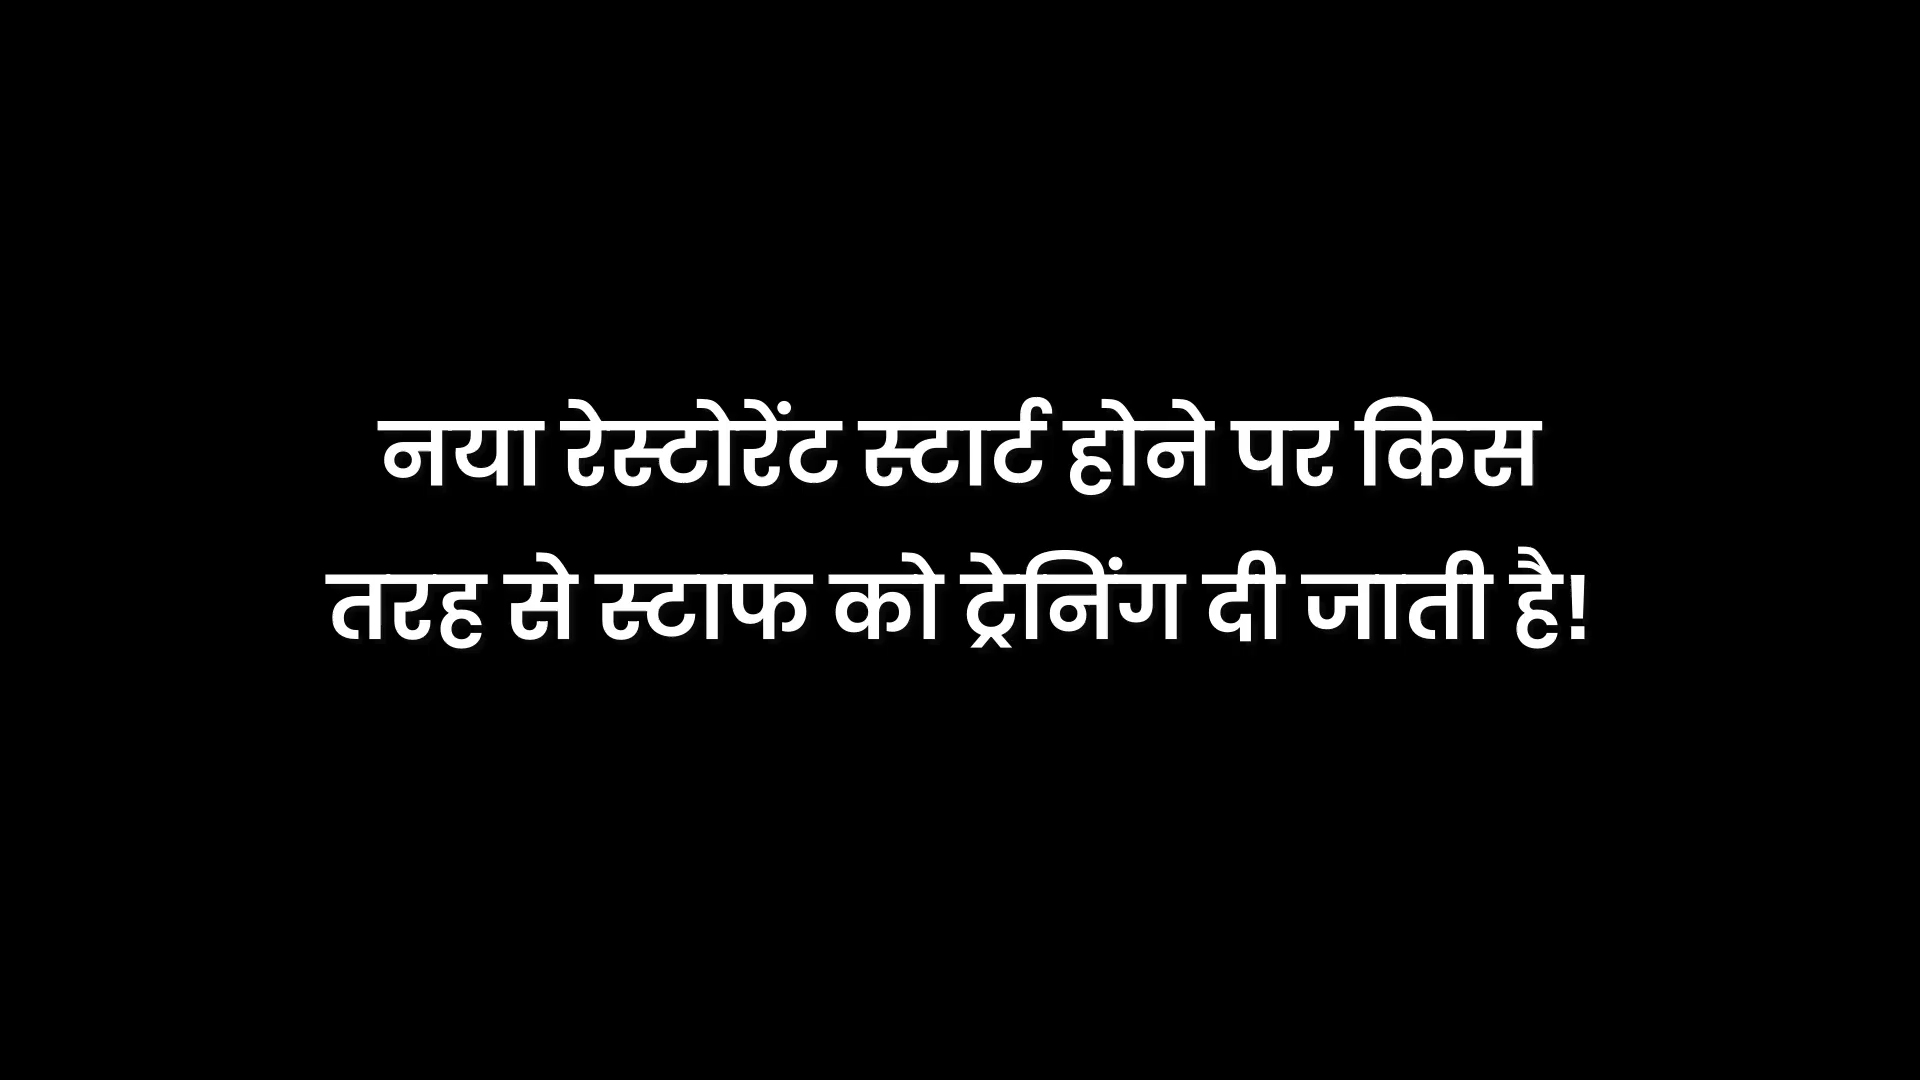 नया रेस्टोरेंट स्टार्ट होने पर किस
तरह से स्टाफ को ट्रेनिंग दी जाती है!